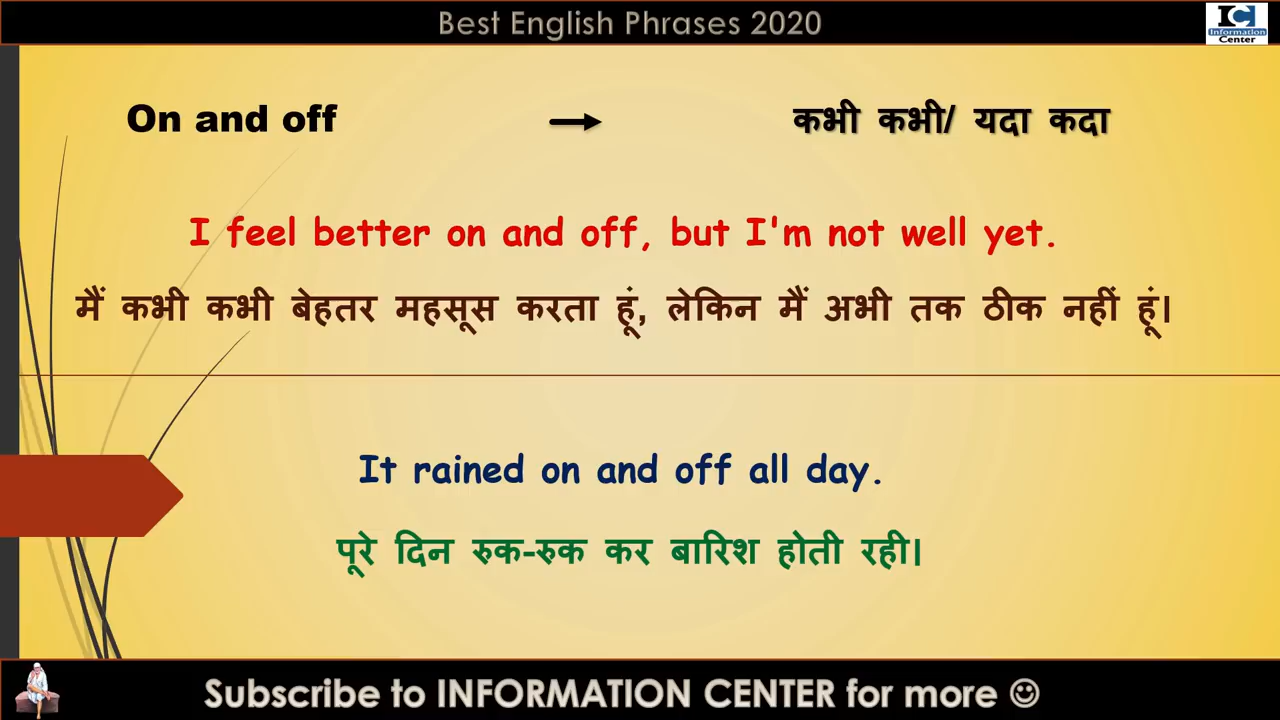 Best English Phrases 2020
IC
Information
Center
On and off → कभी कभी/ यदा कदा
I feel better on and off, but I'm not well yet.
मैं कभी कभी बेहतर महसूस करता हूं, लेकिन मैं अभी तक ठीक नहीं हूं।
It rained on and off all day.
पूरे दिन रुक-रुक कर बारिश होती रही।
Subscribe to INFORMATION CENTER for more ☺